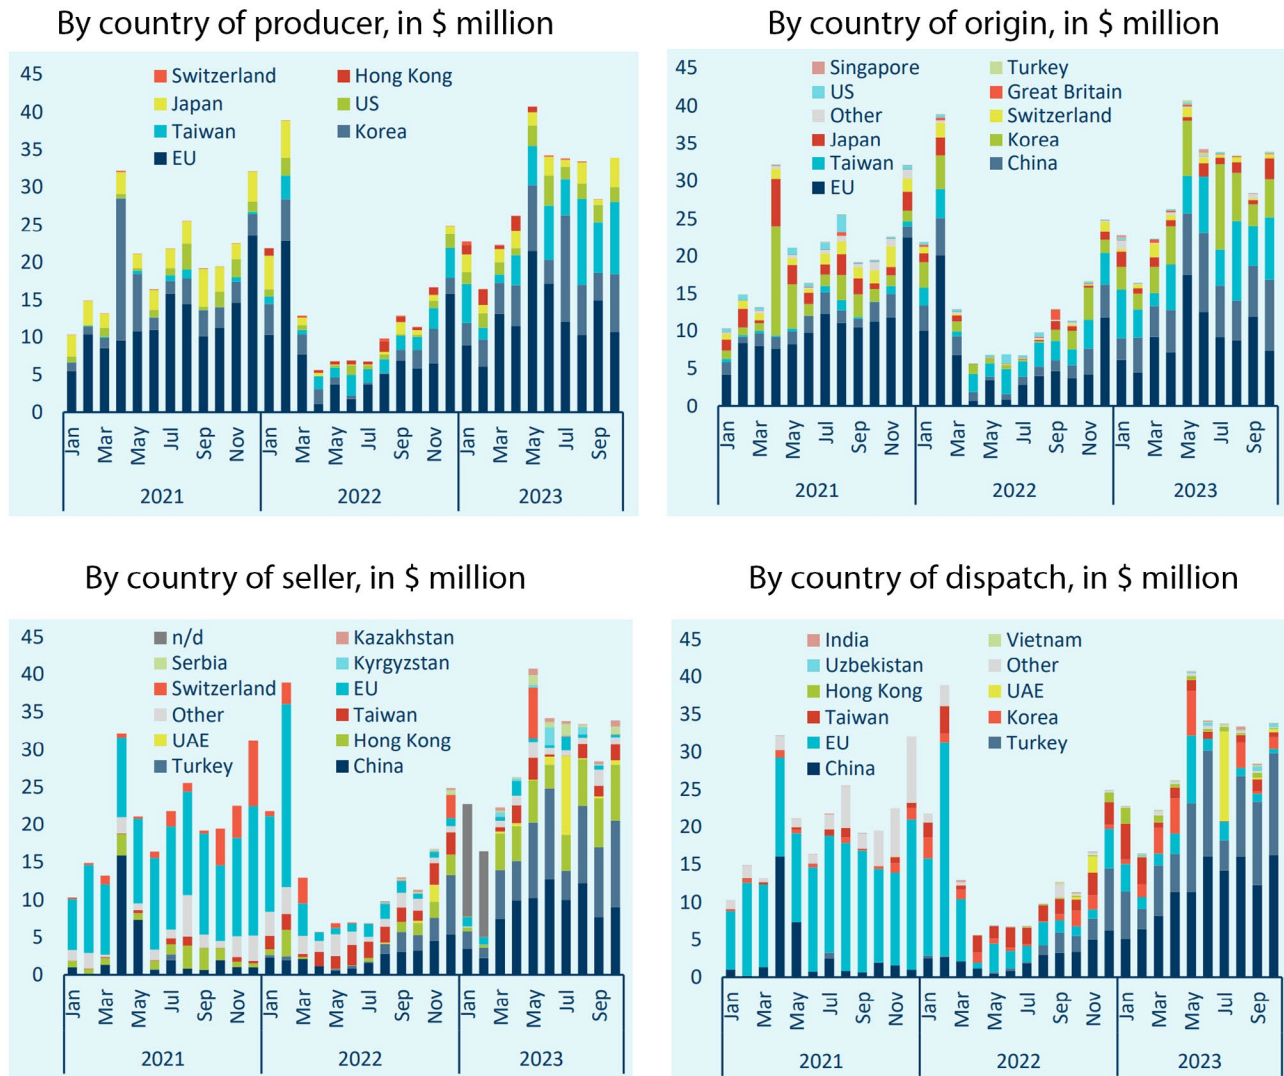 By country of producer, in $ million
45
40
35
30
25
20
15
10
5
0
Switzerland Hong Kong
Japan US
Taiwan Korea
EU
Jan Mar May Jul Sep Nov Jan Mar May Jul Sep Nov Jan Mar May Jul Sep
2021 2022 2023
By country of origin, in $ million
45
40
35
30
25
20
15
10
5
0
Singapore Turkey
US Great Britain
Other Switzerland
Japan Korea
Taiwan China
EU
Jan Mar May Jul Sep Nov Jan Mar May Jul Sep Nov Jan Mar May Jul Sep
2021 2022 2023
By country of seller, in $ million
45
40
35
30
25
20
15
10
5
0
n/d Kazakhstan
Serbia Kyrgyzstan
Switzerland EU
Other Taiwan
UAE Hong Kong
Turkey China
Jan Mar May Jul Sep Nov Jan Mar May Jul Sep Nov Jan Mar May Jul Sep
2021 2022 2023
By country of dispatch, in $ million
45
40
35
30
25
20
15
10
5
0
India Vietnam
Uzbekistan Other
Hong Kong UAE
Taiwan Korea
EU Turkey
China
Jan Mar May Jul Sep Nov Jan Mar May Jul Sep Nov Jan Mar May Jul Sep
2021 2022 2023